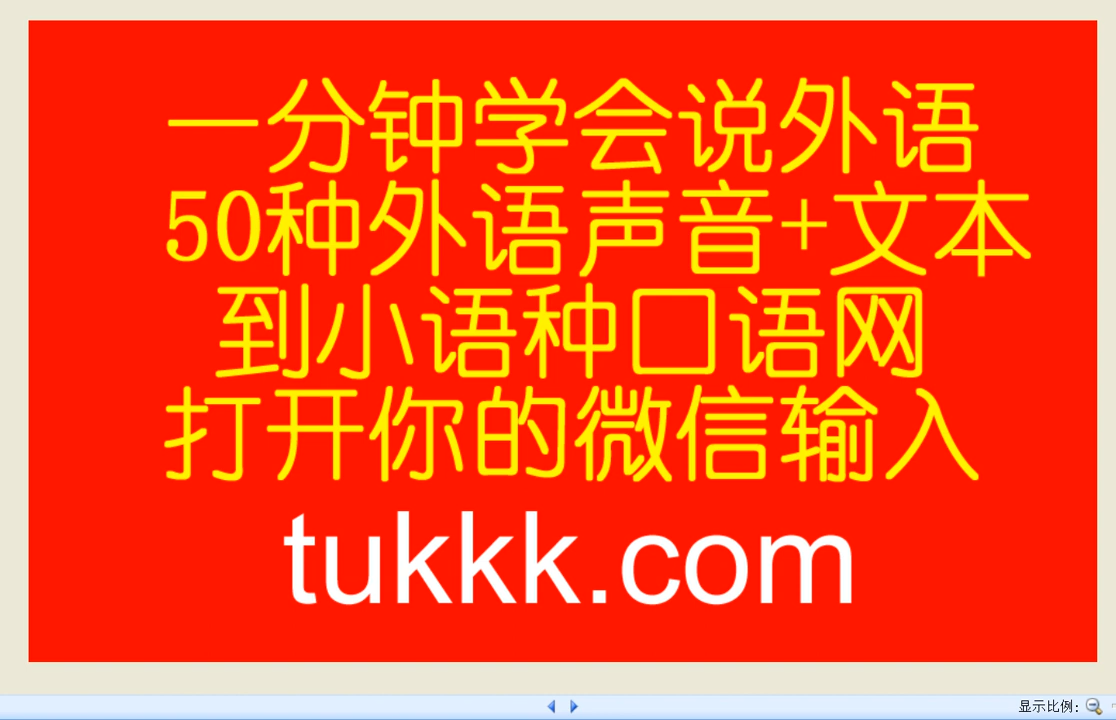 一分钟学会说外语
50种外语声音+文本
到小语种口语网
打开你的微信输入
tukkk.com
显示比例: